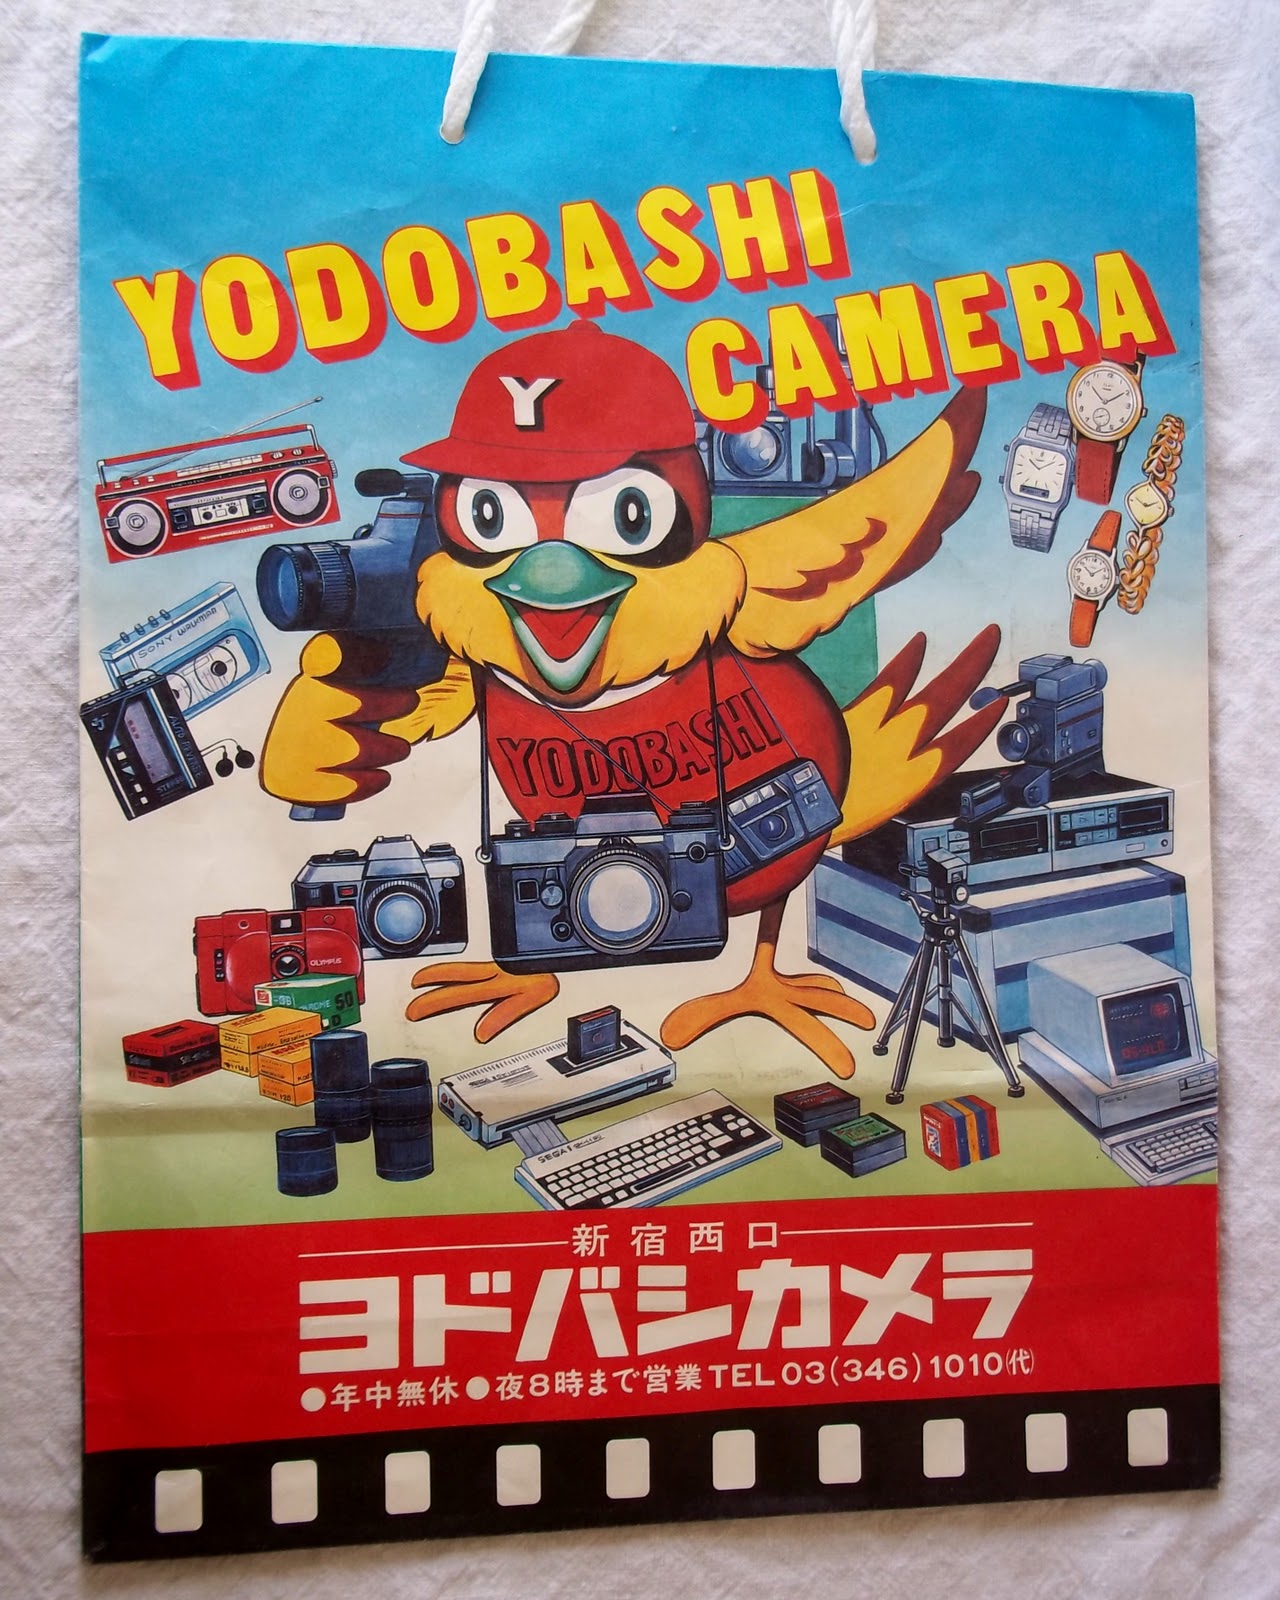 YODOBASHI
CAMERA
Y
SONY WALKMAN
YODOBASHI
OLYMPUS
50
SEGA
新宿西口
ヨドバシカメラ
●年中無休●夜8時まで営業 TEL 03(346)1010(代)